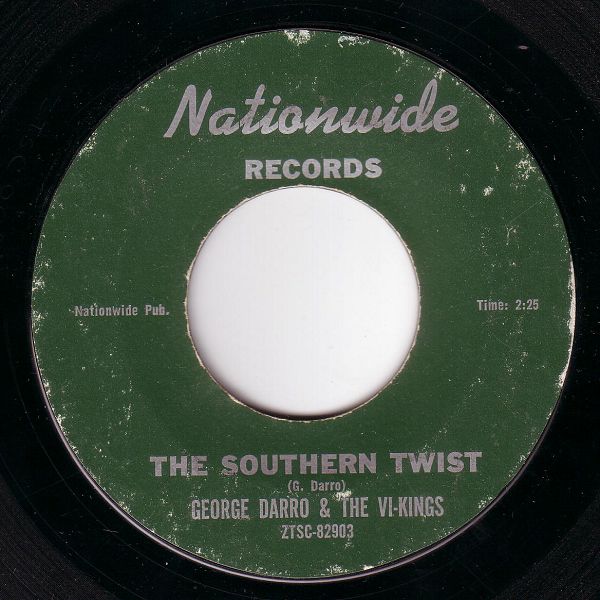 Nationwide
RECORDS
Nationwide Pub.
Time: 2:25
THE SOUTHERN TWIST
(G. Darro)
GEORGE DARRO & THE VI-KINGS
ZTSC-82903